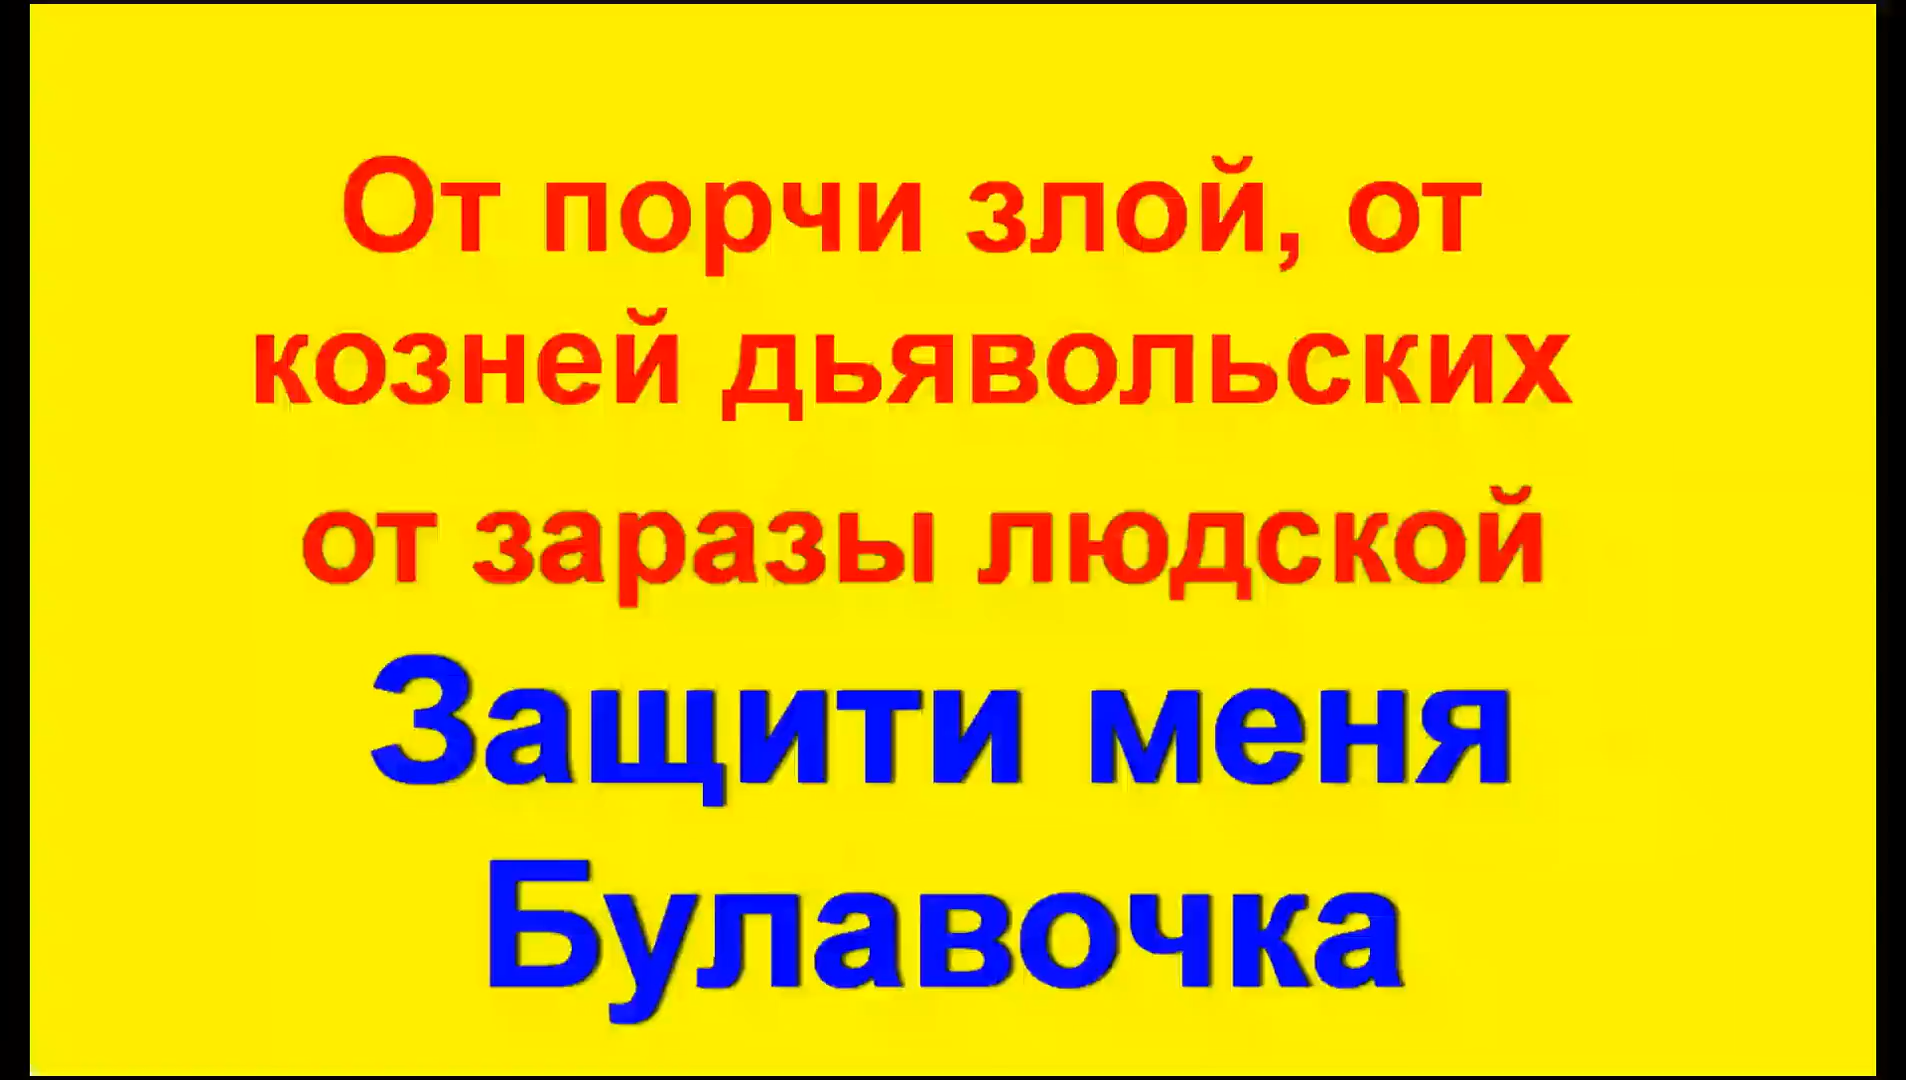 От порчи злой, от
козней дьявольских
от заразы людской
Защити меня
Булавочка